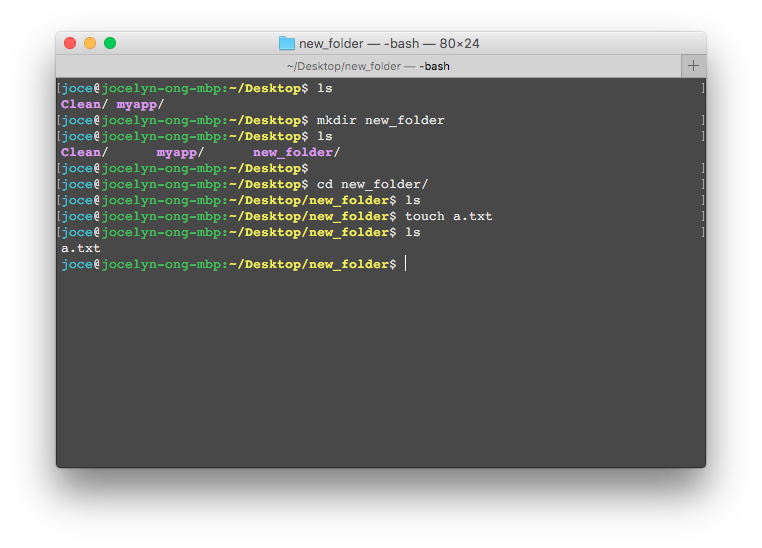 new_folder — -bash — 80×24
~/Desktop/new_folder — -bash
[joce@jocelyn-ong-mbp:~/Desktop$ ls ]
Clean/ myapp/
[joce@jocelyn-ong-mbp:~/Desktop$ mkdir new_folder ]
[joce@jocelyn-ong-mbp:~/Desktop$ ls ]
Clean/ myapp/ new_folder/
[joce@jocelyn-ong-mbp:~/Desktop$ ]
[joce@jocelyn-ong-mbp:~/Desktop$ cd new_folder/ ]
[joce@jocelyn-ong-mbp:~/Desktop/new_folder$ ls ]
[joce@jocelyn-ong-mbp:~/Desktop/new_folder$ touch a.txt ]
[joce@jocelyn-ong-mbp:~/Desktop/new_folder$ ls ]
a.txt
joce@jocelyn-ong-mbp:~/Desktop/new_folder$